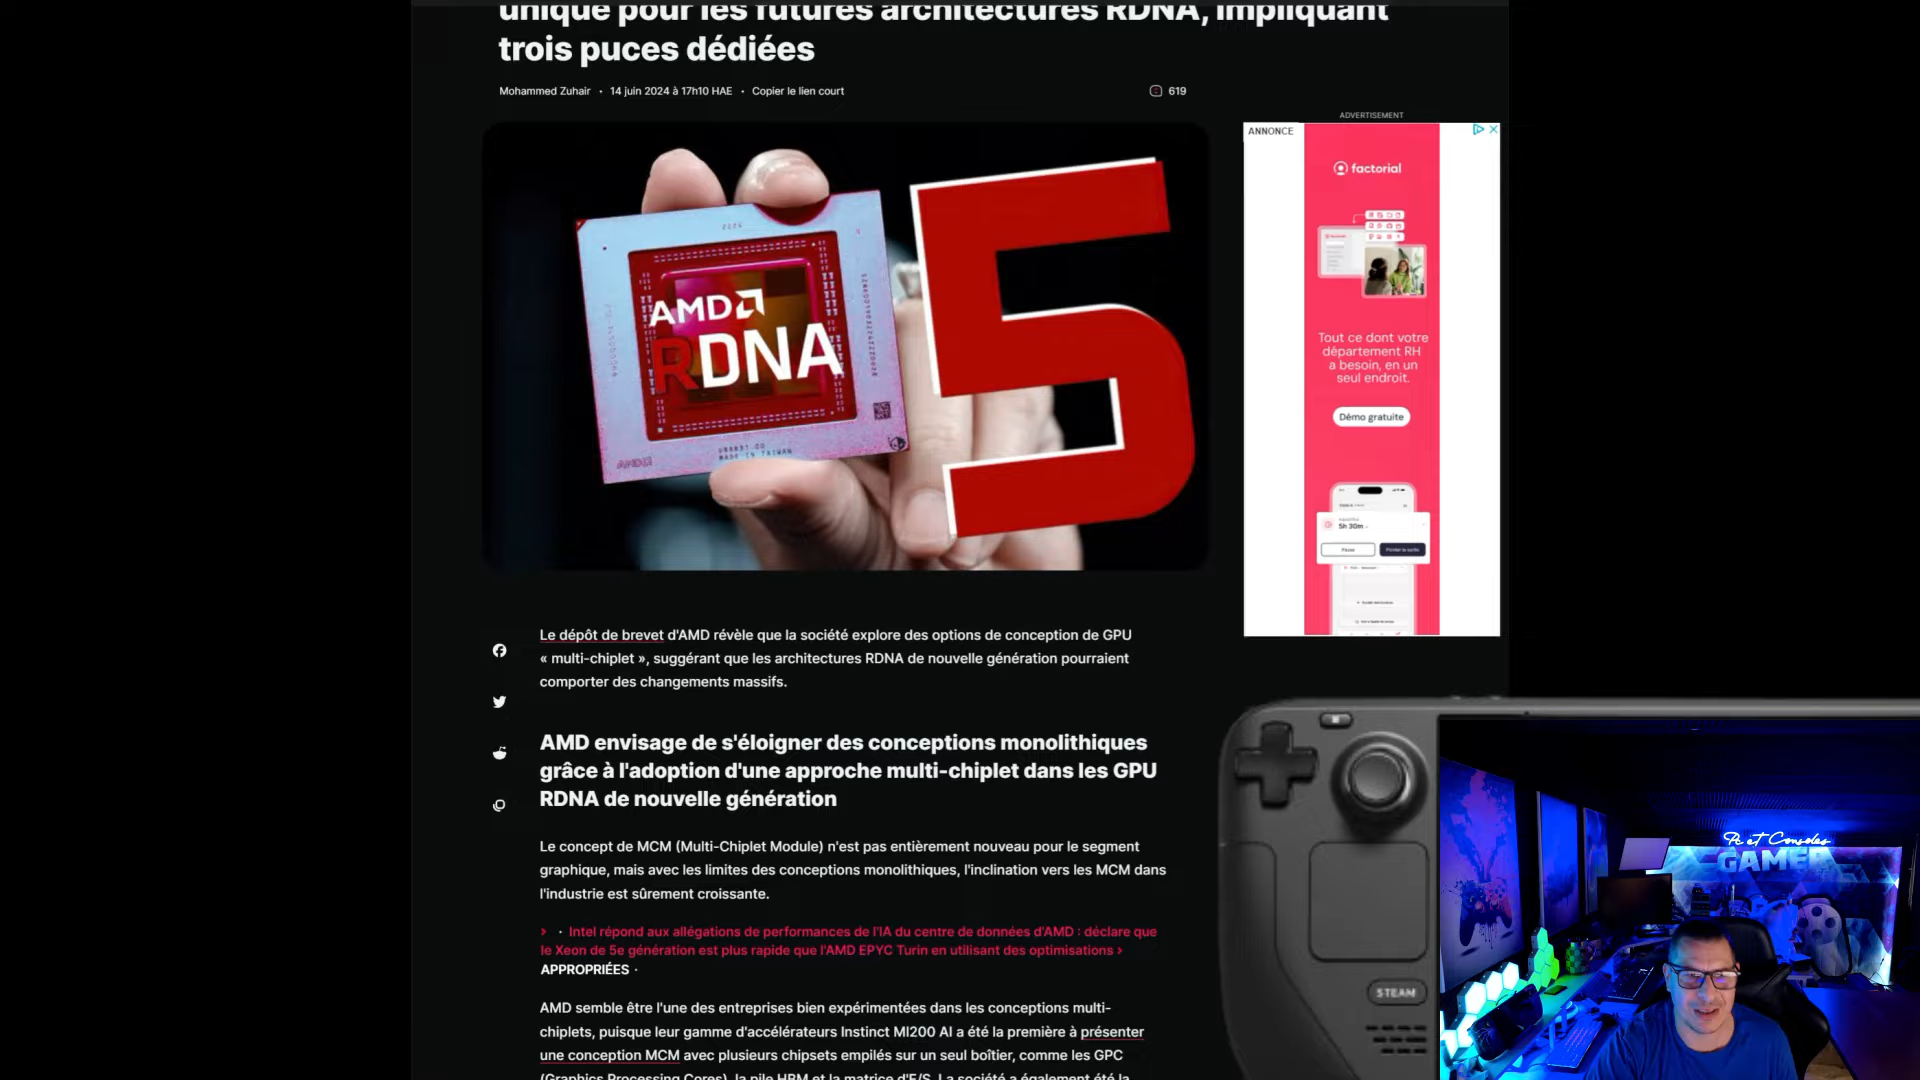 unique pour les futures architectures RDNA, impliquant
trois puces dédiées
Mohammed Zuhair • 14 juin 2024 à 17h10 HAE • Copier le lien court
619
ADVERTISEMENT
ANNONCE
factorial
AMD
RDNA
5
AMD
MADE IN TAIWAN
Tout ce dont votre
département RH
a besoin, en un
seul endroit.
Démo gratuite
5h 30m
Le dépôt de brevet d'AMD révèle que la société explore des options de conception de GPU
« multi-chiplet », suggérant que les architectures RDNA de nouvelle génération pourraient
comporter des changements massifs.
AMD envisage de s'éloigner des conceptions monolithiques
grâce à l'adoption d'une approche multi-chiplet dans les GPU
RDNA de nouvelle génération
Le concept de MCM (Multi-Chiplet Module) n'est pas entièrement nouveau pour le segment
graphique, mais avec les limites des conceptions monolithiques, l'inclination vers les MCM dans
l'industrie est sûrement croissante.
› • Intel répond aux allégations de performances de l'IA du centre de données d'AMD : déclare que
le Xeon de 5e génération est plus rapide que l'AMD EPYC Turin en utilisant des optimisations ›
APPROPRIÉES •
AMD semble être l'une des entreprises bien expérimentées dans les conceptions multi-
chiplets, puisque leur gamme d'accélérateurs Instinct MI200 AI a été la première à présenter
une conception MCM avec plusieurs chipsets empilés sur un seul boîtier, comme les GPC
(Graphics Processing Cores), la pile HBM et la matrice d'E/S. La société a également été la
STEAM
Pc et Consoles
GAMER